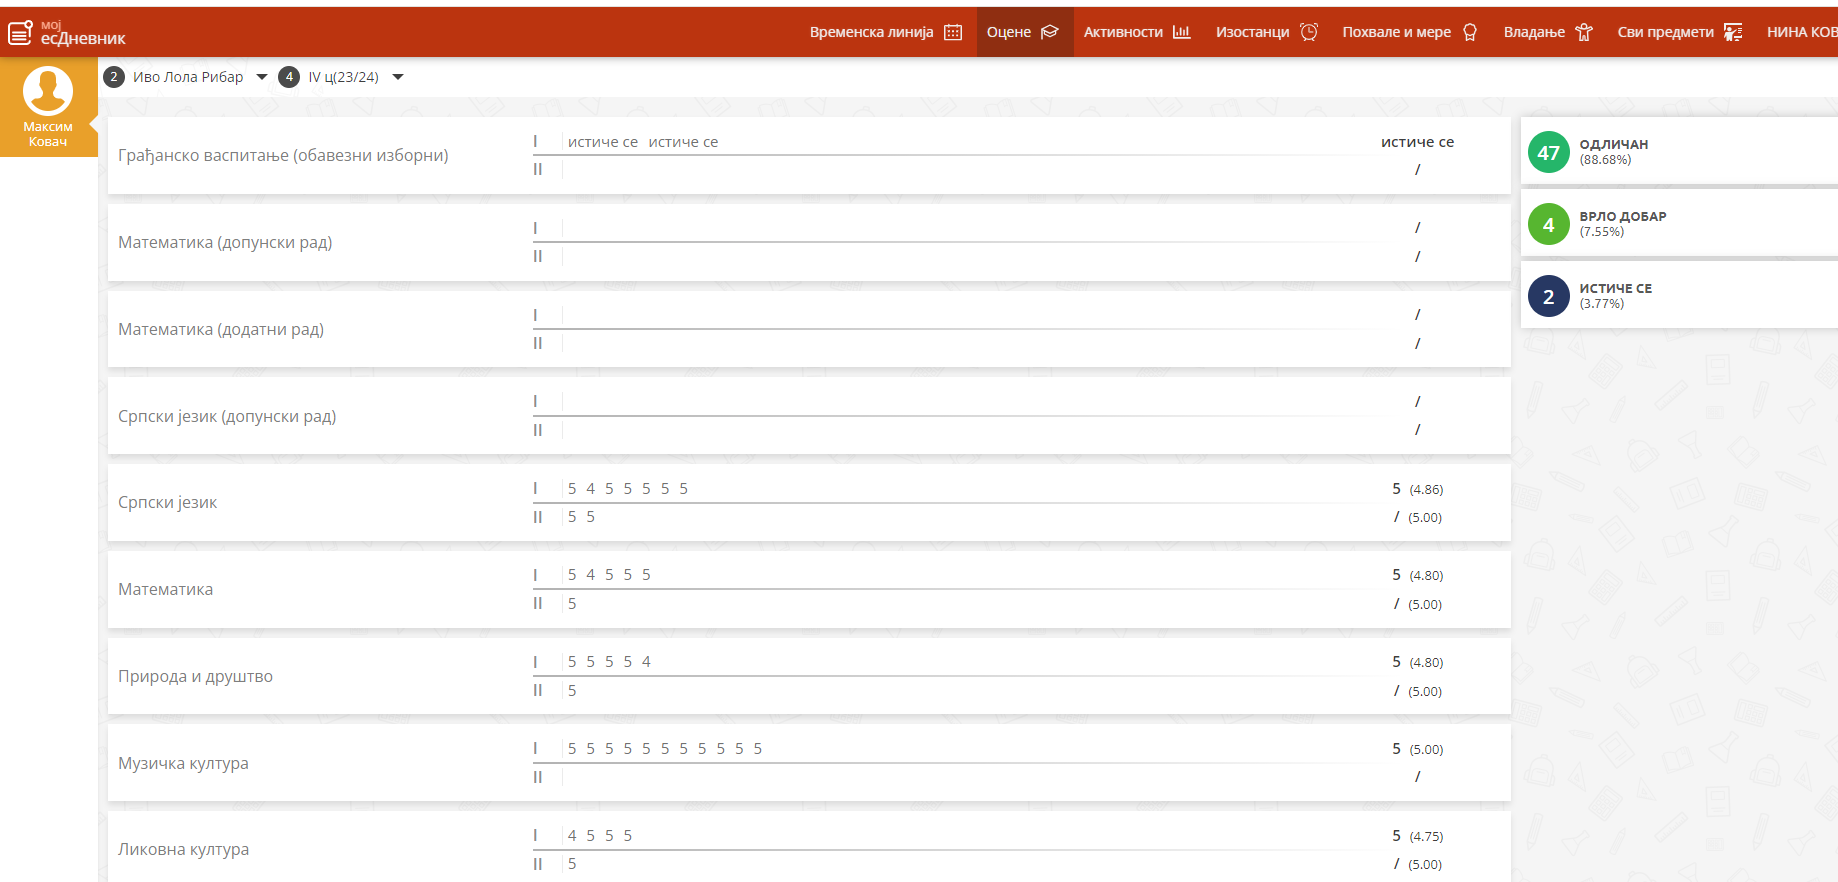 мој
есДневник
Временска линија
Оцене
Активности
Изостанци
Похвале и мере
Владање
Сви предмети
НИНА КОВ
Максим
Ковач
2 Иво Лола Рибар
4 IV ц(23/24)
Грађанско васпитање (обавезни изборни)
I истиче се истиче се истиче се
II /
Математика (допунски рад)
I /
II /
Математика (додатни рад)
I /
II /
Српски језик (допунски рад)
I /
II /
Српски језик
I 5 4 5 5 5 5 5 5 (4.86)
II 5 5 / (5.00)
Математика
I 5 4 5 5 5 5 (4.80)
II 5 / (5.00)
Природа и друштво
I 5 5 5 5 4 5 (4.80)
II 5 / (5.00)
Музичка култура
I 5 5 5 5 5 5 5 5 5 5 5 5 (5.00)
II /
Ликовна култура
I 4 5 5 5 5 (4.75)
II 5 / (5.00)
47 ОДЛИЧАН
(88.68%)
4 ВРЛО ДОБАР
(7.55%)
2 ИСТИЧЕ СЕ
(3.77%)